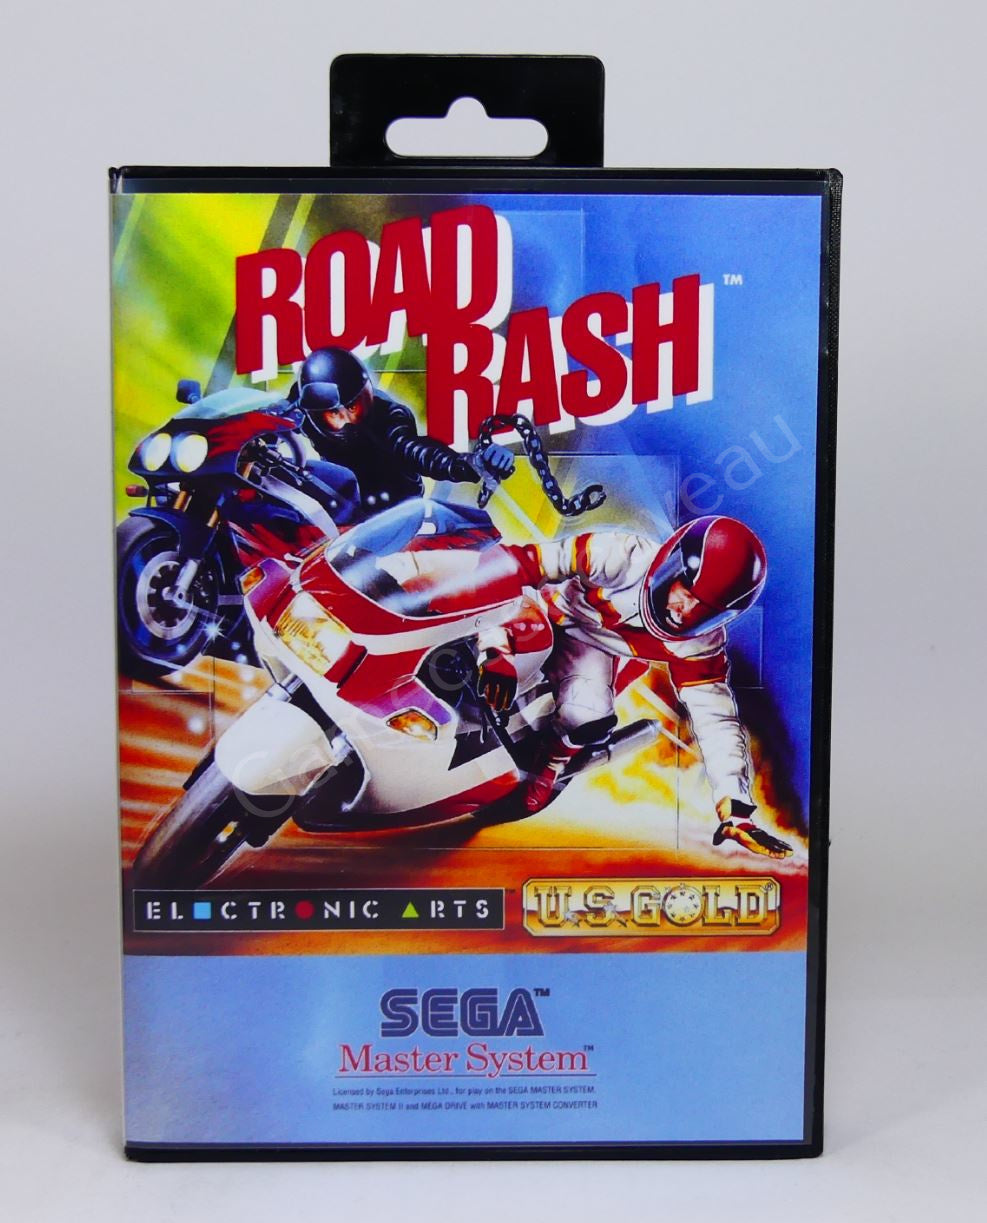 ROAD
RASH
™
ELECTRONIC ARTS™
U.S. GOLD®
SEGA™
Master System™
Licensed by Sega Enterprises Ltd., for play on the SEGA MASTER SYSTEM,
MASTER SYSTEM II and MEGA DRIVE with MASTER SYSTEM CONVERTER